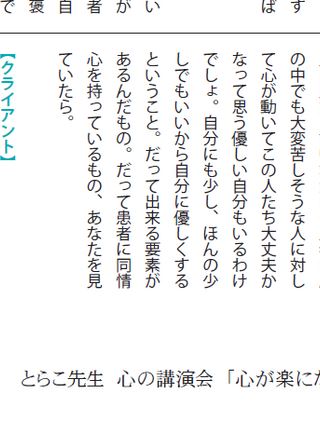 す
ば
い
が
者
自
褒
で
の中でも大変苦しそうな人に対し
て心が動いてこの人たち大丈夫か
なって思う優しい自分もいるわけ
でしょ。自分にも少し、ほんの少
しでもいいから自分に優しくする
ということ。だって出来る要素が
あるんだもの。だって患者に同情
心を持っているもの、あなたを見
ていたら。
【クライアント】
とらこ先生 心の講演会 「心が楽に